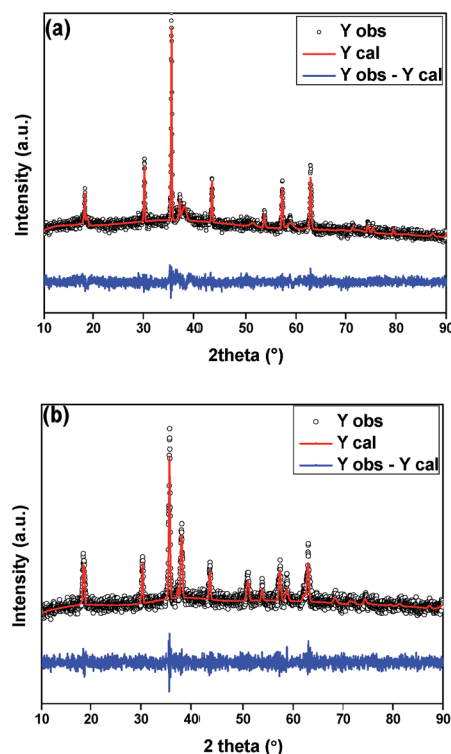 (a)
Y obs
Y cal
Y obs - Y cal
Intensity (a.u.)
10 20 30 40 50 60 70 80 90
2theta (°)
(b)
Y obs
Y cal
Y obs - Y cal
Intensity (a.u.)
10 20 30 40 50 60 70 80 90
2 theta (°)